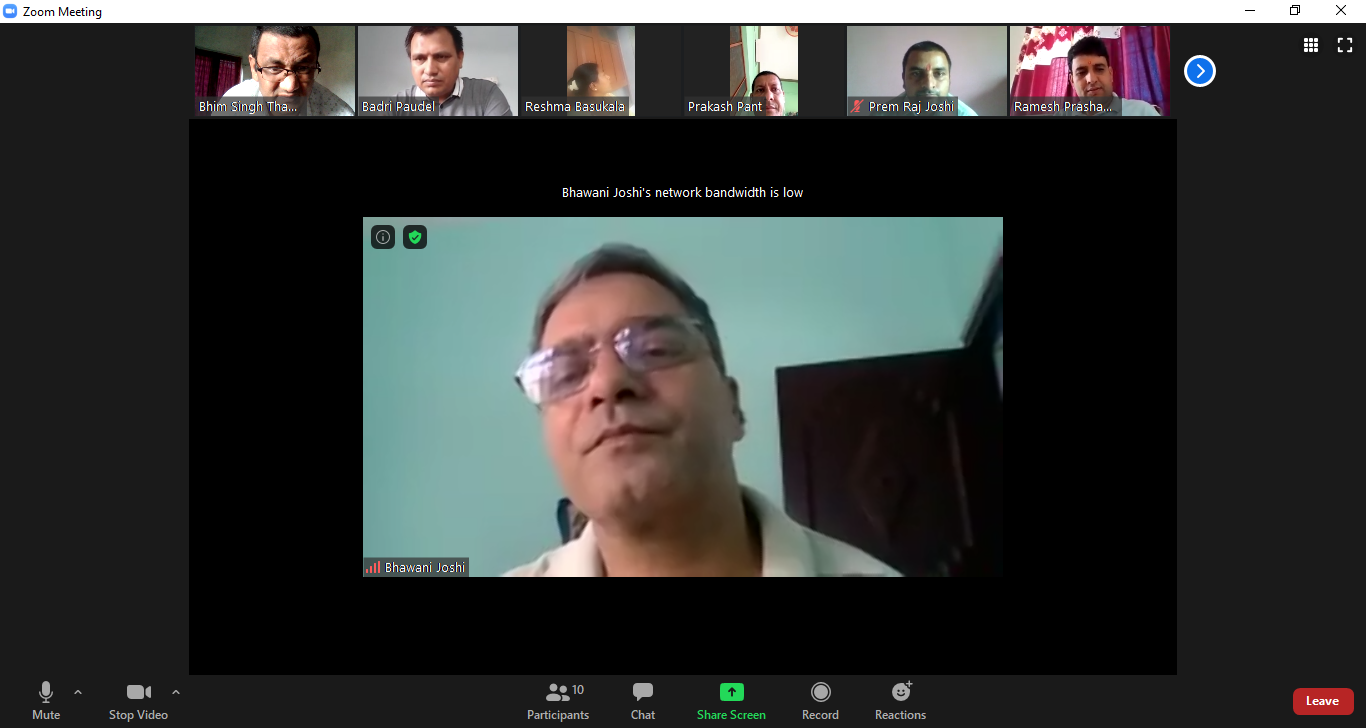 Zoom Meeting
Bhim Singh Tha...
Badri Paudel
Reshma Basukala
Prakash Pant
Prem Raj Joshi
Ramesh Prasha...
Bhawani Joshi's network bandwidth is low
Bhawani Joshi
Mute
Stop Video
10
Participants
Chat
Share Screen
Record
Reactions
Leave